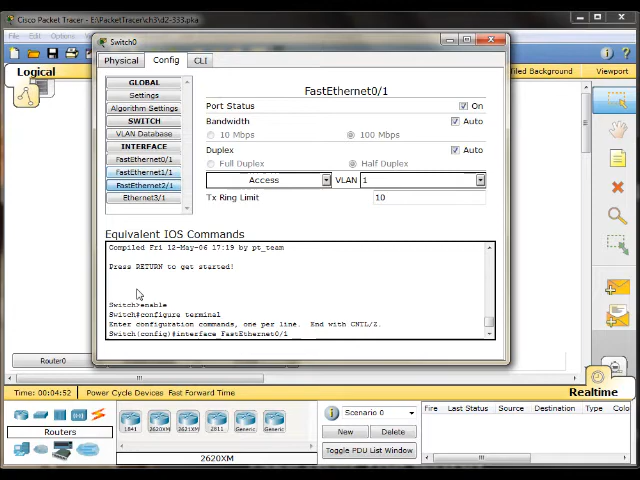 Cisco Packet Tracer - E:\PacketTracer\ch3\d2-333.pka
File Edit
Logical
Tiled Background
Viewport
Switch0
Physical Config CLI
GLOBAL
Settings
Algorithm Settings
SWITCH
VLAN Database
INTERFACE
FastEthernet0/1
FastEthernet1/1
FastEthernet2/1
Ethernet3/1
FastEthernet0/1
Port Status On
Bandwidth Auto
10 Mbps 100 Mbps
Duplex Auto
Full Duplex Half Duplex
Access VLAN 1
Tx Ring Limit 10
Equivalent IOS Commands
Compiled Fri 12-May-06 17:19 by pt_team
Press RETURN to get started!
Switch>enable
Switch#configure terminal
Enter configuration commands, one per line. End with CNTL/Z.
Switch(config)#interface FastEthernet0/1
Router0
Time: 00:04:52 Power Cycle Devices Fast Forward Time
Realtime
Routers
1841 2620XM 2621XM 2811 Generic Generic
2620XM
Scenario 0
New Delete
Toggle PDU List Window
Fire Last Status Source Destination Type Colo